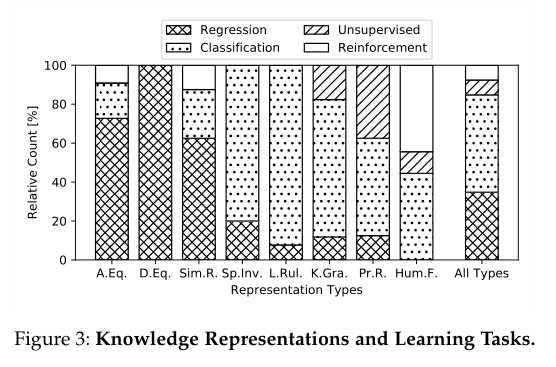 Regression
Unsupervised
Classification
Reinforcement
Relative Count [%]
100
80
60
40
20
0
A.Eq. D.Eq. Sim.R. Sp.Inv. L.Rul. K.Gra. Pr.R. Hum.F. All Types
Representation Types
Figure 3: Knowledge Representations and Learning Tasks.